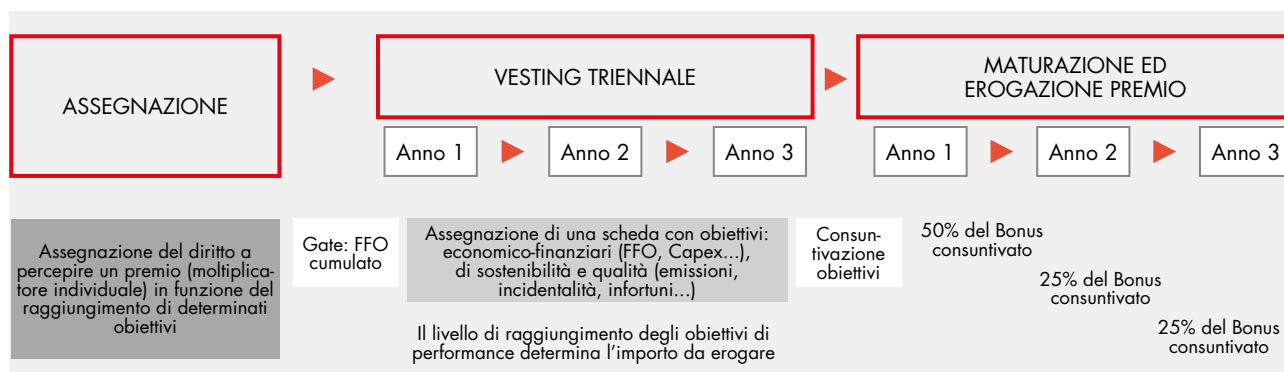 ASSEGNAZIONE
VESTING TRIENNALE
MATURAZIONE ED
EROGAZIONE PREMIO
Anno 1
Anno 2
Anno 3
Anno 1
Anno 2
Anno 3
Assegnazione del diritto a
percepire un premio (moltiplica-
tore individuale) in funzione del
raggiungimento di determinati
obiettivi
Gate: FFO
cumulato
Assegnazione di una scheda con obiettivi:
economico-finanziari (FFO, Capex...),
di sostenibilità e qualità (emissioni,
incidentalità, infortuni...)
Il livello di raggiungimento degli obiettivi di
performance determina l’importo da erogare
Consun-
tivazione
obiettivi
50% del Bonus
consuntivato
25% del Bonus
consuntivato
25% del Bonus
consuntivato